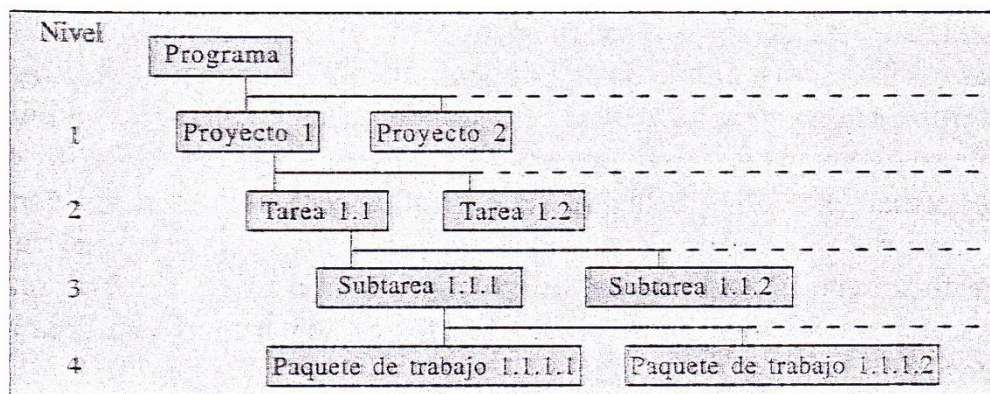 Nivel
Programa
1 Proyecto 1 Proyecto 2
2 Tarea 1.1 Tarea 1.2
3 Subtarea 1.1.1 Subtarea 1.1.2
4 Paquete de trabajo 1.1.1.1 Paquete de trabajo 1.1.1.2